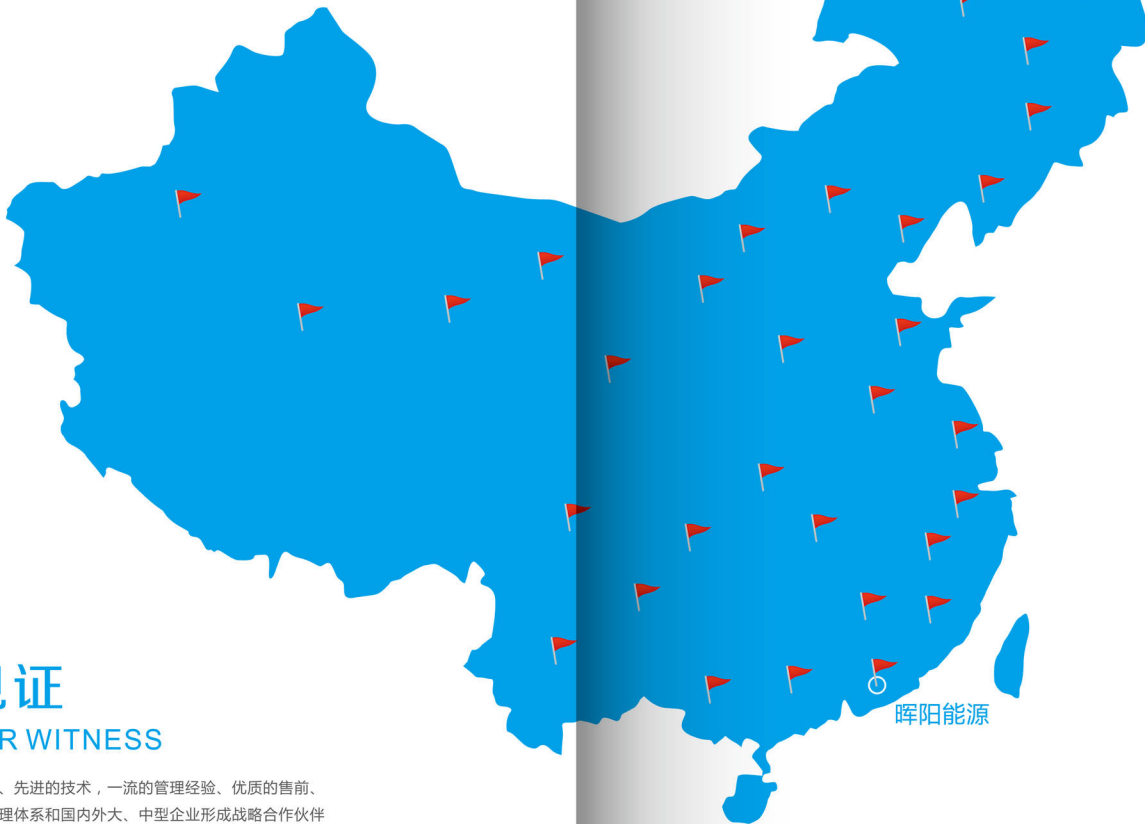 证
R WITNESS
、先进的技术，一流的管理经验、优质的售前、
理体系和国内外大、中型企业形成战略合作伙伴
晖阳能源